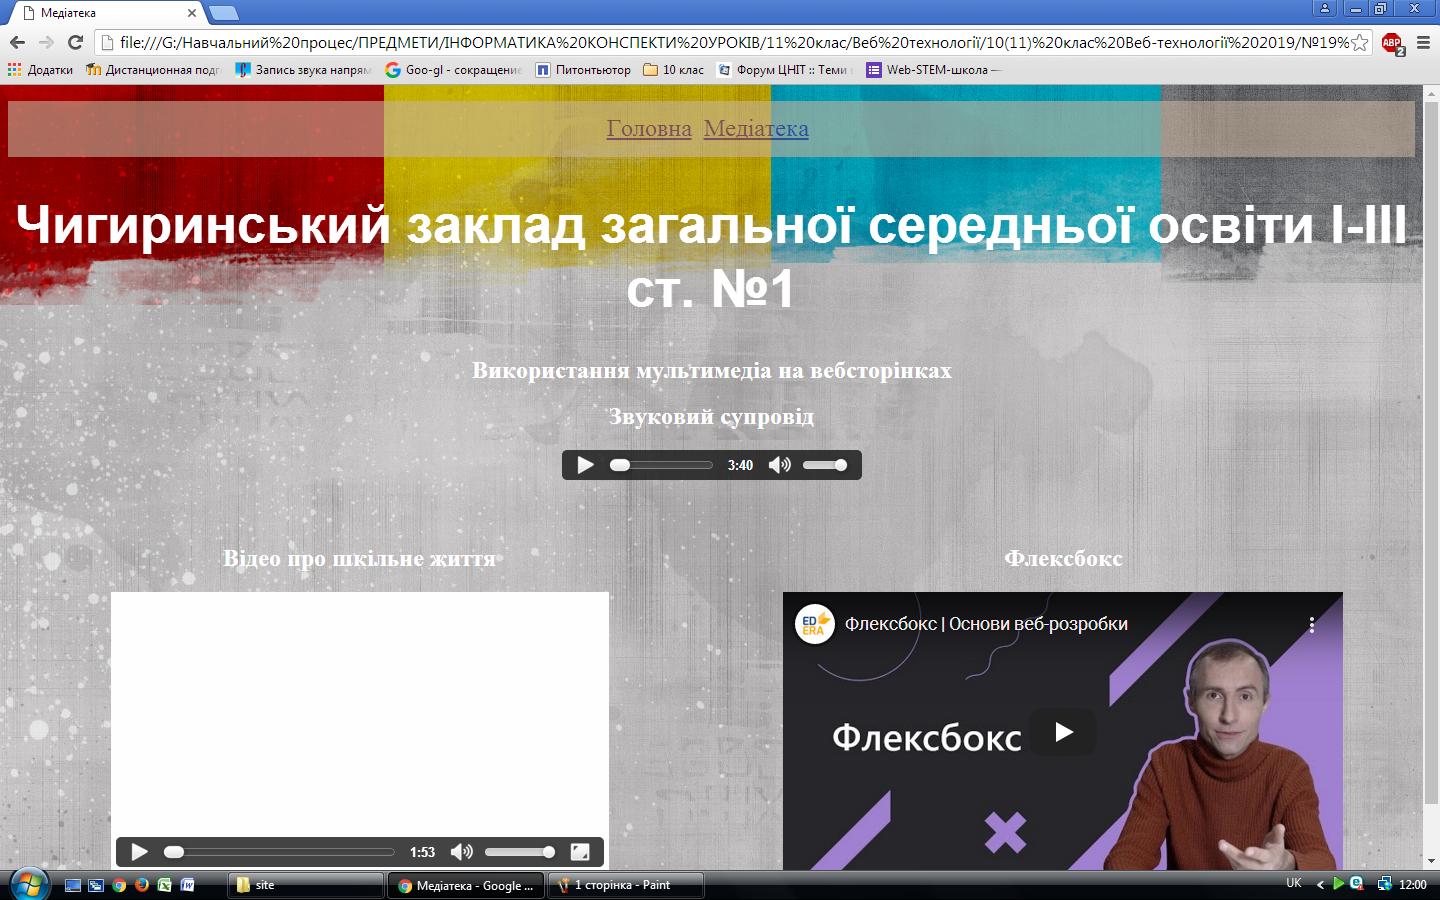 Медіатека
file:///G:/Навчальний%20процес/ПРЕДМЕТИ/ІНФОРМАТИКА%20КОНСПЕКТИ%20УРОКІВ/11%20клас/Веб%20технології/10(11)%20клас%20Веб-технології%202019/№19%
ABP 2
Додатки Дистанционная подг Запись звука напрям Goo-gl - сокращение Питонтьютор 10 клас Форум ЦНІТ :: Теми Web-STEM-школа —
Головна Медіатека
Чигиринський заклад загальної середньої освіти І-ІІІ
ст. №1
Використання мультимедіа на вебсторінках
Звуковий супровід
3:40
Відео про шкільне життя
Флексбокс
ED
ERA
Флексбокс | Основи веб-розробки
Флексбокс
1:53
site Медіатека - Google ... 1 сторінка - Paint UK 12:00